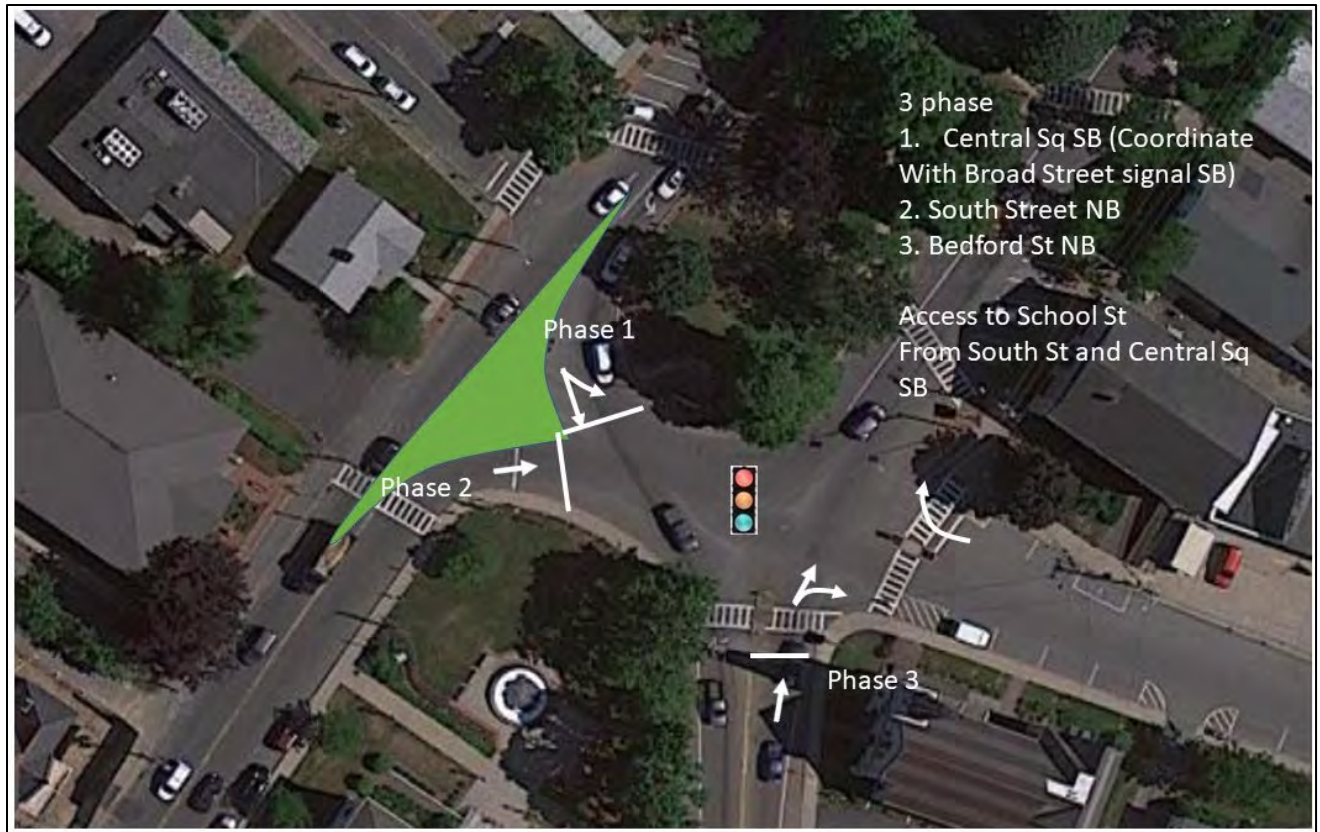 3 phase
1. Central Sq SB (Coordinate
With Broad Street signal SB)
2. South Street NB
3. Bedford St NB
Access to School St
From South St and Central Sq
SB
Phase 1
Phase 2
Phase 3